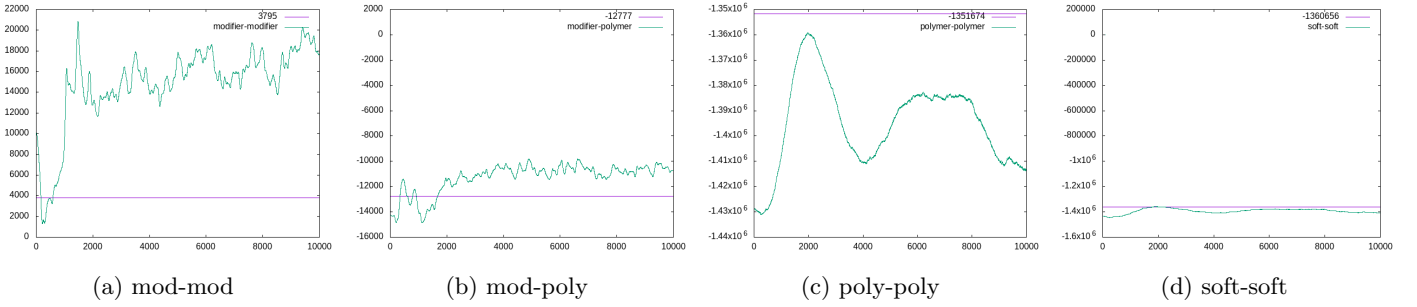 22000
20000
18000
16000
14000
12000
10000
8000
6000
4000
2000
0
0 2000 4000 6000 8000 10000
3795
modifier-modifier
(a) mod-mod
2000
0
-2000
-4000
-6000
-8000
-10000
-12000
-14000
-16000
0 2000 4000 6000 8000 10000
-12777
modifier-polymer
(b) mod-poly
-1.35x10^6
-1.36x10^6
-1.37x10^6
-1.38x10^6
-1.39x10^6
-1.4x10^6
-1.41x10^6
-1.42x10^6
-1.43x10^6
-1.44x10^6
0 2000 4000 6000 8000 10000
-1351674
polymer-polymer
(c) poly-poly
200000
0
-200000
-400000
-600000
-800000
-1x10^6
-1.2x10^6
-1.4x10^6
-1.6x10^6
0 2000 4000 6000 8000 10000
-1360656
soft-soft
(d) soft-soft